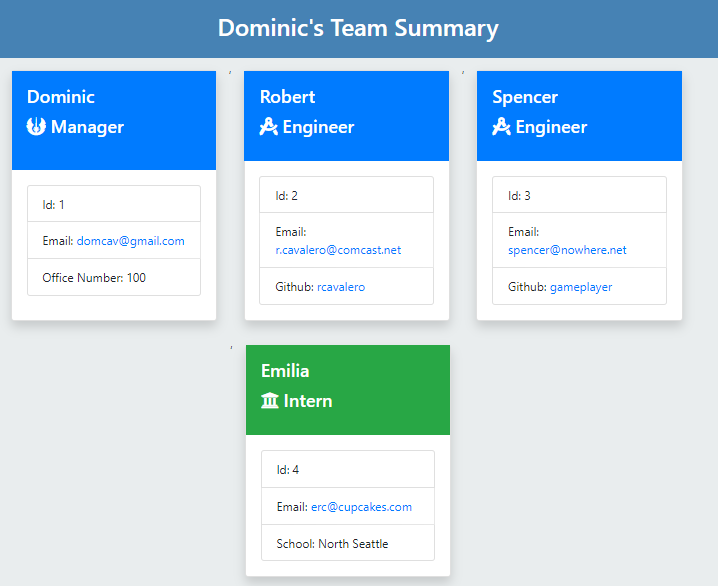 Dominic's Team Summary
Dominic
Manager
Id: 1
Email: domcav@gmail.com
Office Number: 100
,
Robert
Engineer
Id: 2
Email:
r.cavalero@comcast.net
Github: rcavalero
,
Spencer
Engineer
Id: 3
Email:
spencer@nowhere.net
Github: gameplayer
,
Emilia
Intern
Id: 4
Email: erc@cupcakes.com
School: North Seattle